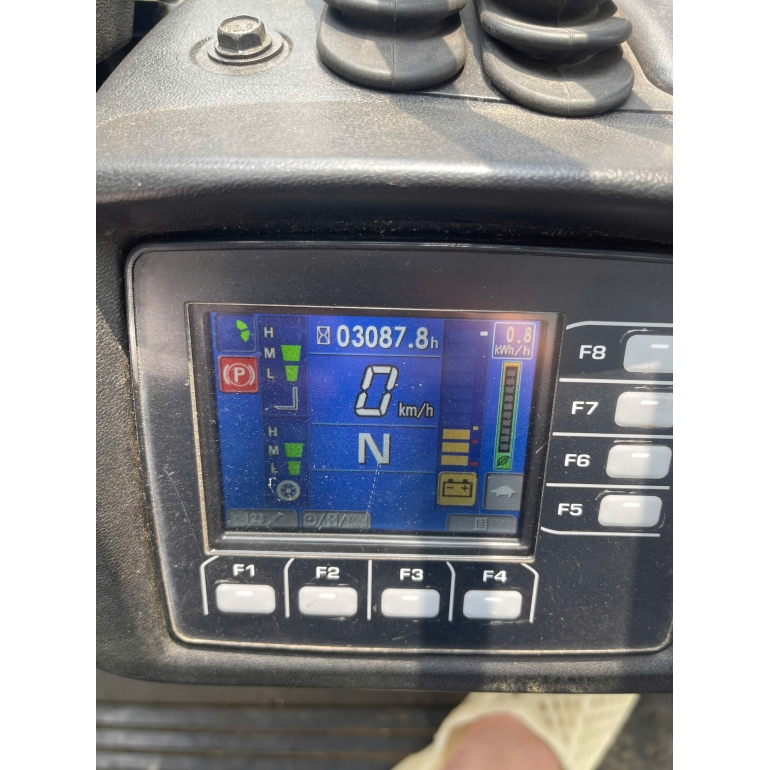 H
03087.8h
0.8
kWh/h
M
(P)
L
0 km/h
H
N
M
L
F8
F7
F6
F5
F1 F2 F3 F4